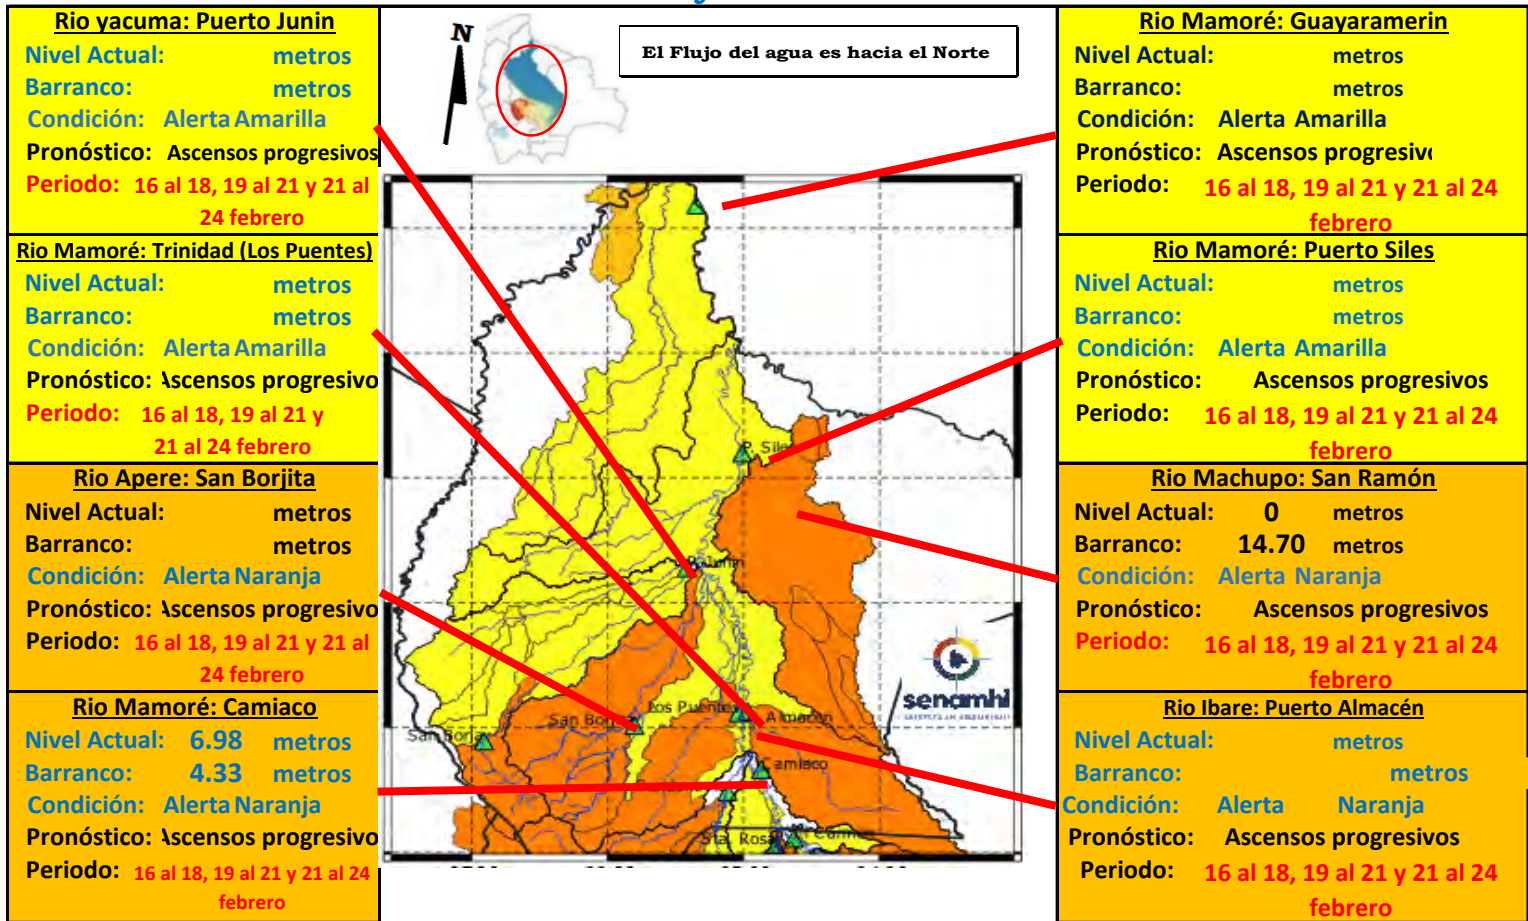 Rio yacuma: Puerto Junin
Nivel Actual: metros
Barranco: metros
Condición: Alerta Amarilla
Pronóstico: Ascensos progresivos
Periodo: 16 al 18, 19 al 21 y 21 al
24 febrero
Rio Mamoré: Trinidad (Los Puentes)
Nivel Actual: metros
Barranco: metros
Condición: Alerta Amarilla
Pronóstico: Ascensos progresivo
Periodo: 16 al 18, 19 al 21 y
21 al 24 febrero
Rio Apere: San Borjita
Nivel Actual: metros
Barranco: metros
Condición: Alerta Naranja
Pronóstico: Ascensos progresivo
Periodo: 16 al 18, 19 al 21 y 21 al
24 febrero
Rio Mamoré: Camiaco
Nivel Actual: 6.98 metros
Barranco: 4.33 metros
Condición: Alerta Naranja
Pronóstico: Ascensos progresivo
Periodo: 16 al 18, 19 al 21 y 21 al 24
febrero
N
El Flujo del agua es hacia el Norte
P. Siles
P. Junin
Los Puentes
Almacén
San Borjita
San Borja
Camiaco
Sta. Rosa
senamhi
Rio Mamoré: Guayaramerin
Nivel Actual: metros
Barranco: metros
Condición: Alerta Amarilla
Pronóstico: Ascensos progresiv
Periodo: 16 al 18, 19 al 21 y 21 al 24
febrero
Rio Mamoré: Puerto Siles
Nivel Actual: metros
Barranco: metros
Condición: Alerta Amarilla
Pronóstico: Ascensos progresivos
Periodo: 16 al 18, 19 al 21 y 21 al 24
febrero
Rio Machupo: San Ramón
Nivel Actual: 0 metros
Barranco: 14.70 metros
Condición: Alerta Naranja
Pronóstico: Ascensos progresivos
Periodo: 16 al 18, 19 al 21 y 21 al 24
febrero
Rio Ibare: Puerto Almacén
Nivel Actual: metros
Barranco: metros
Condición: Alerta Naranja
Pronóstico: Ascensos progresivos
Periodo: 16 al 18, 19 al 21 y 21 al 24
febrero